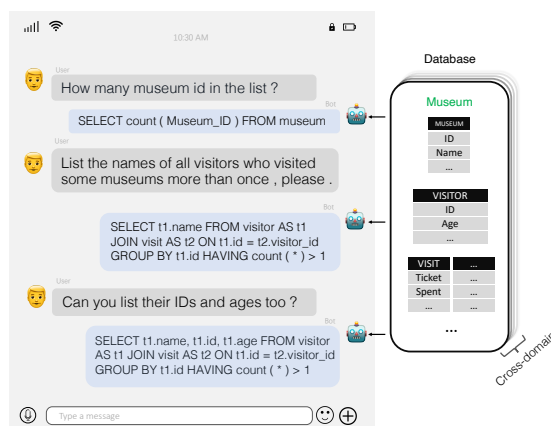 10:30 AM
User
How many museum id in the list ?
Bot
SELECT count ( Museum_ID ) FROM museum
User
List the names of all visitors who visited
some museums more than once , please .
Bot
SELECT t1.name FROM visitor AS t1
JOIN visit AS t2 ON t1.id = t2.visitor_id
GROUP BY t1.id HAVING count ( * ) > 1
User
Can you list their IDs and ages too ?
Bot
SELECT t1.name, t1.id, t1.age FROM visitor
AS t1 JOIN visit AS t2 ON t1.id = t2.visitor_id
GROUP BY t1.id HAVING count ( * ) > 1
Type a message
Database
Museum
MUSEUM
ID
Name
...
VISITOR
ID
Age
...
VISIT ...
Ticket ...
Spent ...
... ...
...
Cross-domain